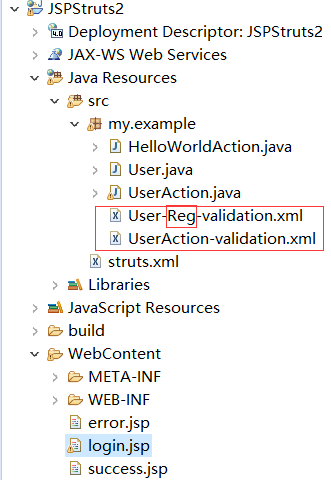 JSPStruts2
Deployment Descriptor: JSPStruts2
JAX-WS Web Services
Java Resources
src
my.example
HelloWorldAction.java
User.java
UserAction.java
User-Reg-validation.xml
UserAction-validation.xml
struts.xml
Libraries
JavaScript Resources
build
WebContent
META-INF
WEB-INF
error.jsp
login.jsp
success.jsp